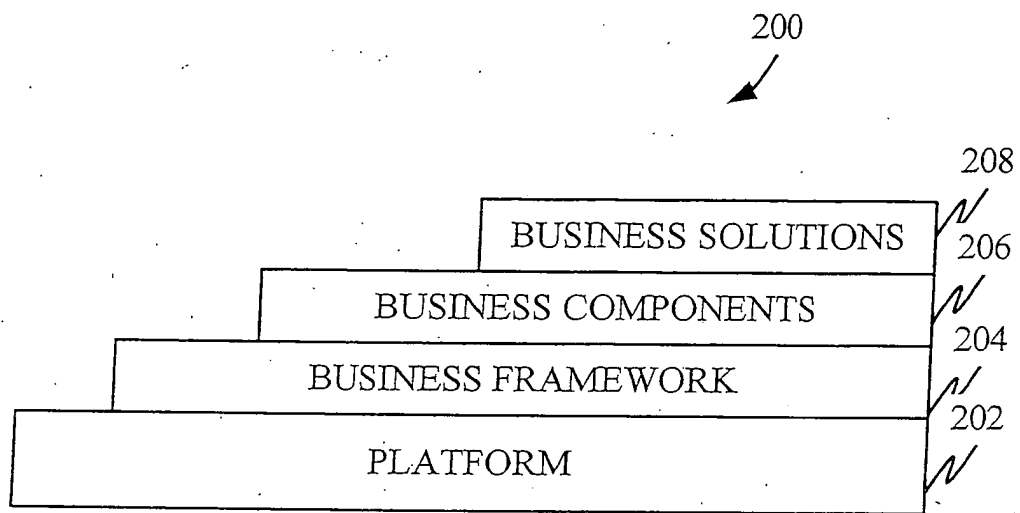 200
208
BUSINESS SOLUTIONS
206
BUSINESS COMPONENTS
204
BUSINESS FRAMEWORK
202
PLATFORM